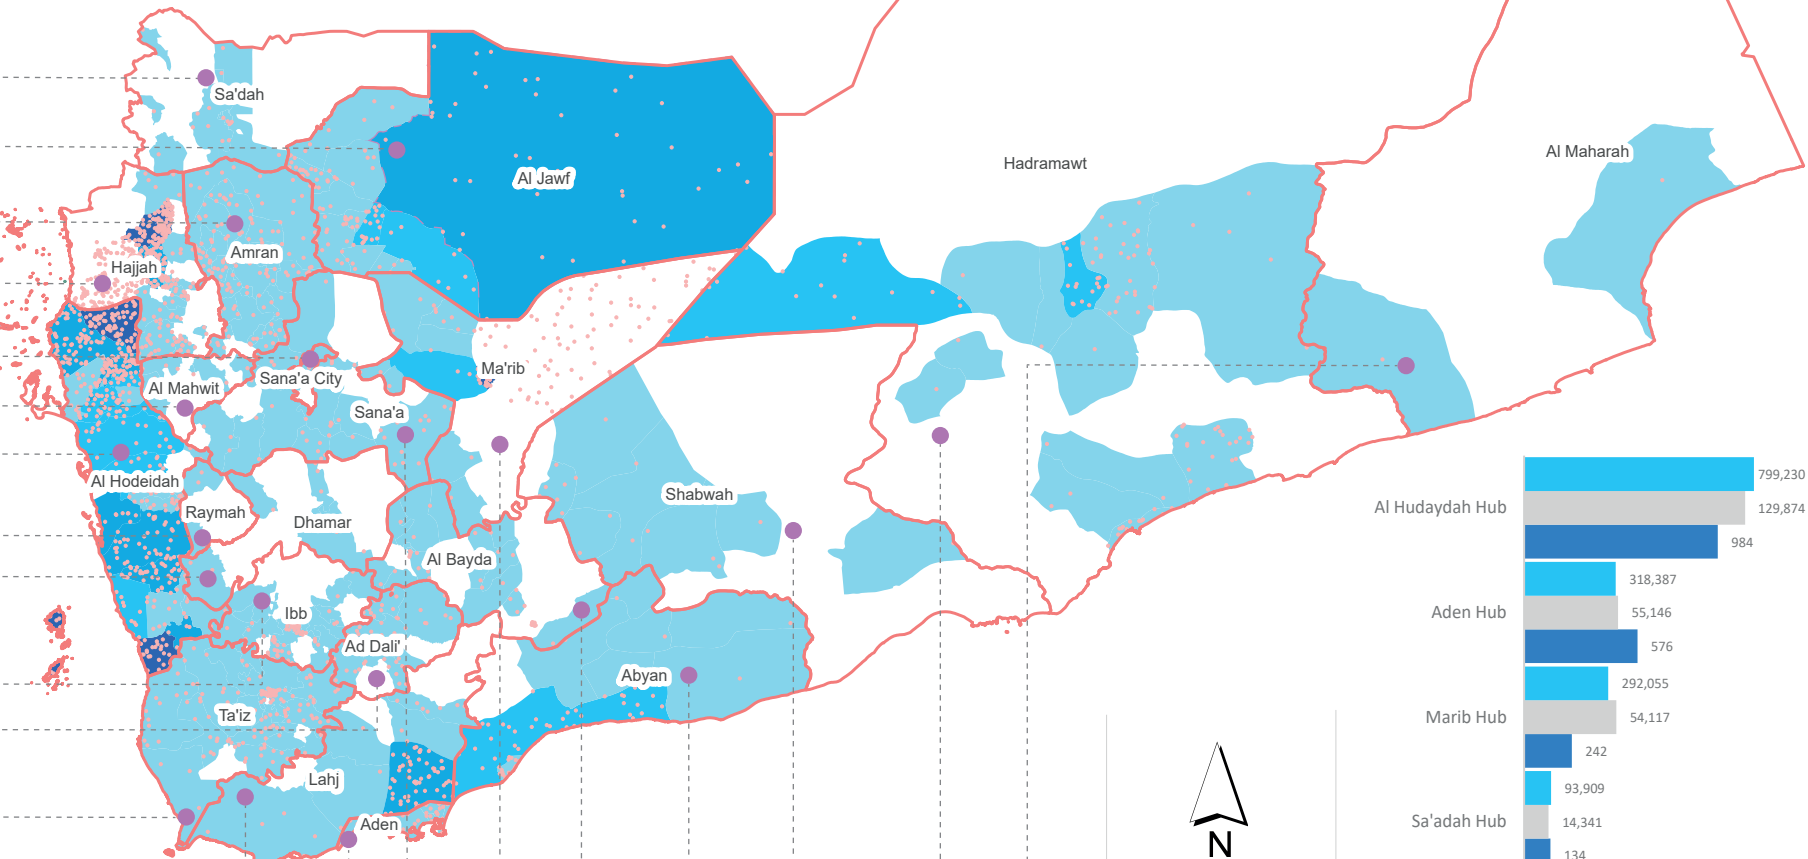 Sa'dah
Al Jawf
Hadramawt
Al Maharah
Amran
Hajjah
Ma'rib
Al Mahwit
Sana'a City
Sana'a
Al Hodeidah
Raymah
Dhamar
Shabwah
Al Bayda
Ibb
Ad Dali'
Abyan
Ta'iz
Lahj
Aden
N
799,230
Al Hudaydah Hub
129,874
984
318,387
Aden Hub
55,146
576
292,055
Marib Hub
54,117
242
93,909
Sa'adah Hub
14,341
134